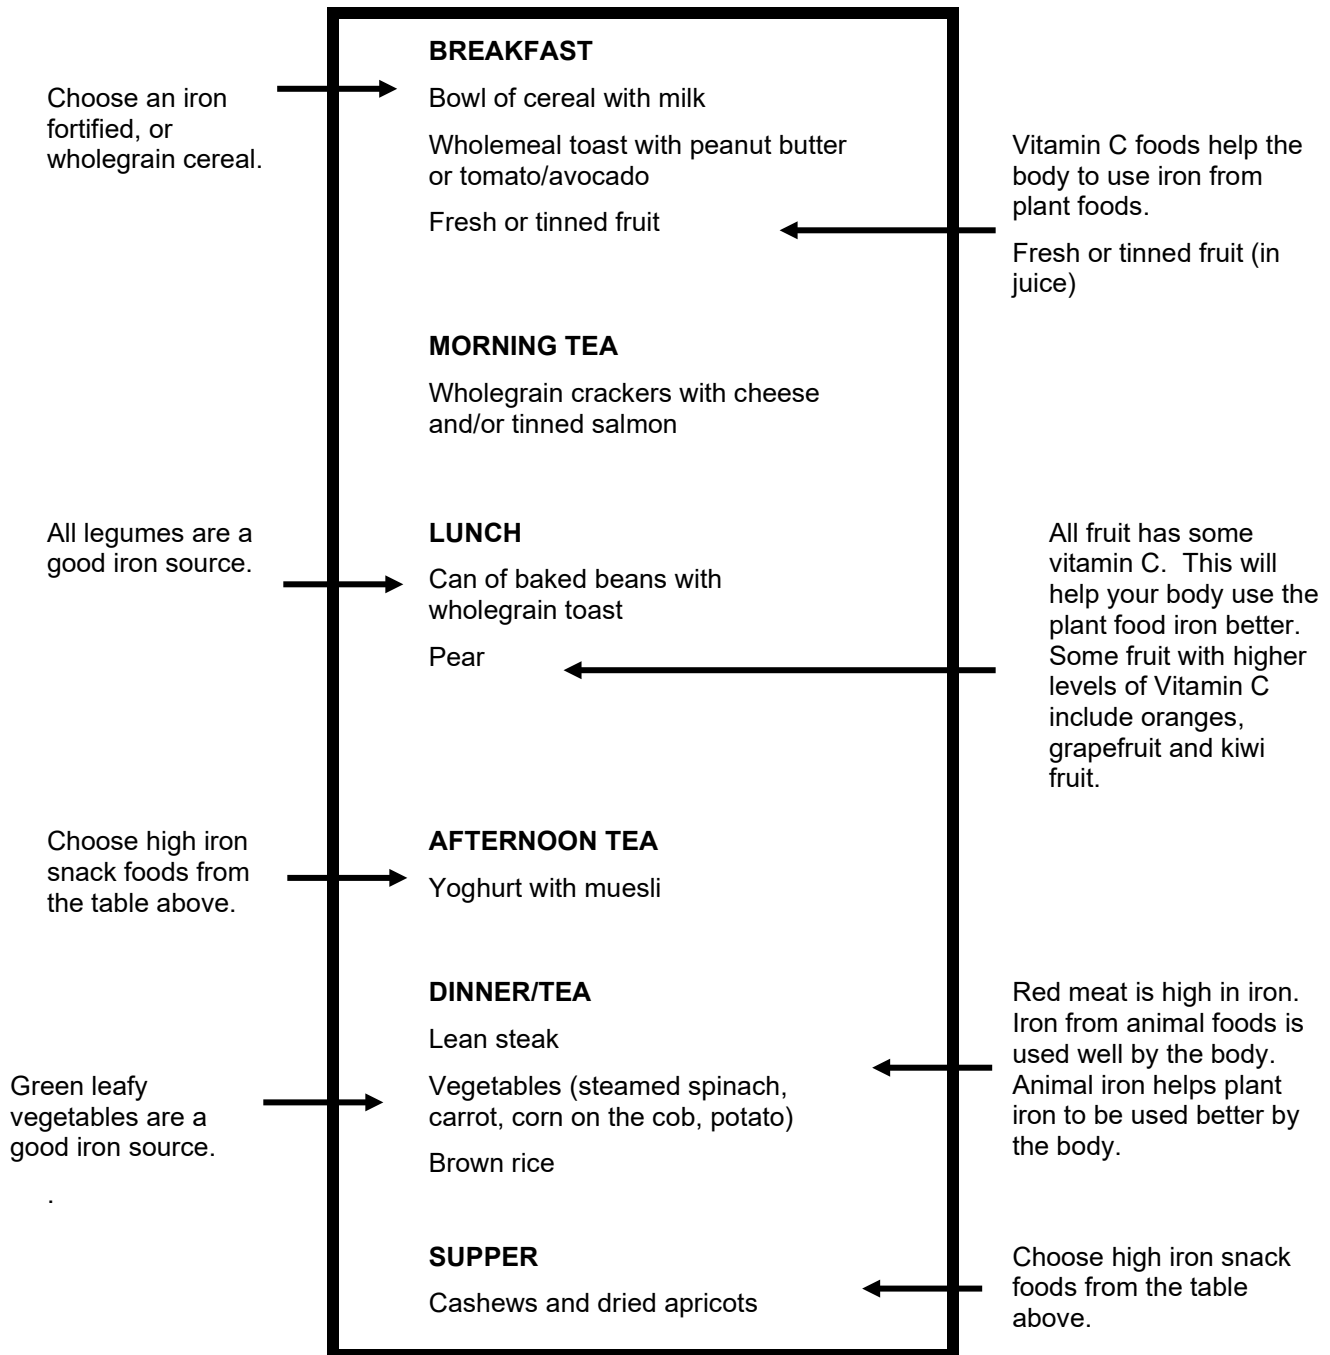 BREAKFAST
Choose an iron
fortified, or
wholegrain cereal.
Bowl of cereal with milk
Wholemeal toast with peanut butter
or tomato/avocado
Fresh or tinned fruit
Vitamin C foods help the
body to use iron from
plant foods.
Fresh or tinned fruit (in
juice)
MORNING TEA
Wholegrain crackers with cheese
and/or tinned salmon
All legumes are a
good iron source.
LUNCH
Can of baked beans with
wholegrain toast
Pear
All fruit has some
vitamin C.  This will
help your body use the
plant food iron better.
Some fruit with higher
levels of Vitamin C
include oranges,
grapefruit and kiwi
fruit.
Choose high iron
snack foods from
the table above.
AFTERNOON TEA
Yoghurt with muesli
DINNER/TEA
Lean steak
Green leafy
vegetables are a
good iron source.
.
Vegetables (steamed spinach,
carrot, corn on the cob, potato)
Brown rice
Red meat is high in iron.
Iron from animal foods is
used well by the body.
Animal iron helps plant
iron to be used better by
the body.
SUPPER
Cashews and dried apricots
Choose high iron snack
foods from the table
above.